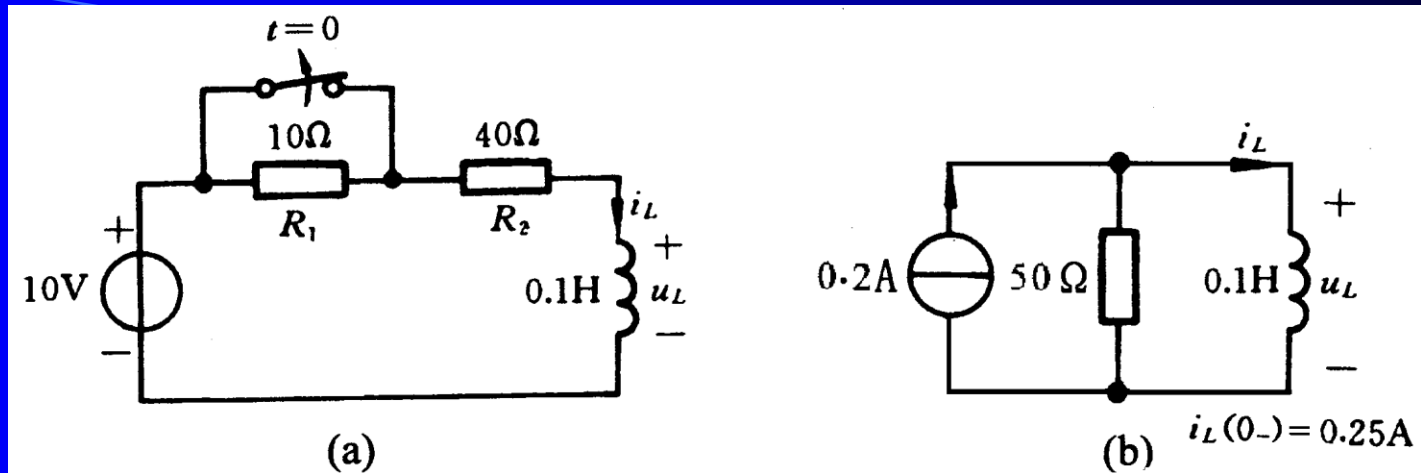 t=0
10Ω
40Ω
R₁
R₂
i_L
+
10V
−
0.1H
+
u_L
−
(a)
i_L
0.2A
50Ω
0.1H
+
u_L
−
(b)
i_L(0₋)=0.25A